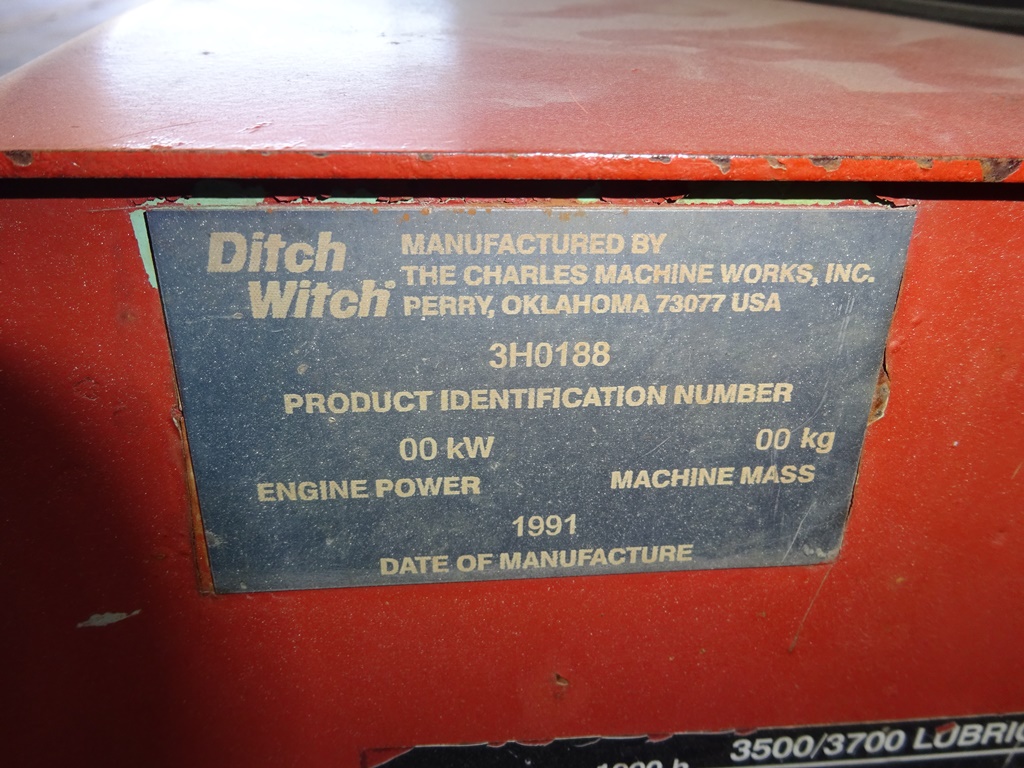 Ditch Witch®
MANUFACTURED BY
THE CHARLES MACHINE WORKS, INC.
PERRY, OKLAHOMA 73077 USA
3H0188
PRODUCT IDENTIFICATION NUMBER
00 kW 00 kg
ENGINE POWER MACHINE MASS
1991
DATE OF MANUFACTURE
3500/3700